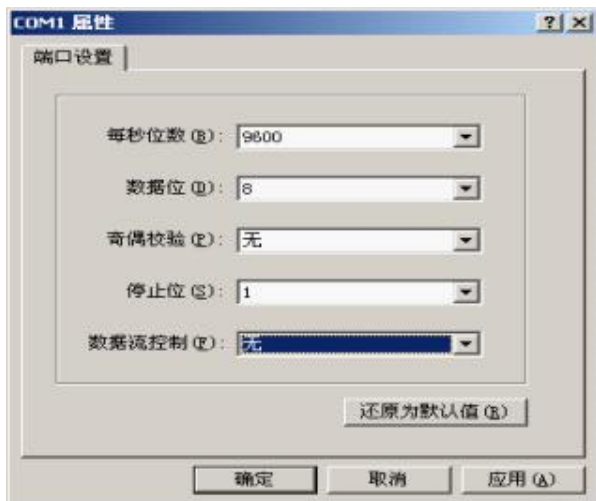 COM1 属性
端口设置
每秒位数(B): 9600
数据位(D): 8
奇偶校验(P): 无
停止位(S): 1
数据流控制(F): 无
还原为默认值(R)
确定 取消 应用(A)